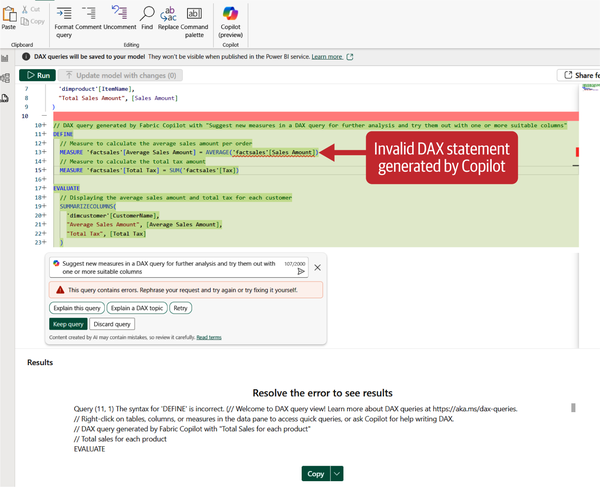 Cut
Copy
Paste
Format
Query
Comment
Uncomment
Find
Replace
Command
palette
Copilot
(preview)
Clipboard
Editing
Copilot
DAX queries will be saved to your model They won't be visible when published in the Power BI service. Learn more
Run
Update model with changes (0)
Share fe
7 'dimproduct'[ItemName],
8 "Total Sales Amount", [Sales Amount]
9 )
10
10+ // DAX query generated by Fabric Copilot with "Suggest new measures in a DAX query for further analysis and try them out with one or more suitable columns"
11+ DEFINE
12+ // Measure to calculate the average sales amount per order
13+ MEASURE 'factsales'[Average Sales Amount] = AVERAGE('factsales'[Sales Amount])
14+ // Measure to calculate the total tax amount
15+ MEASURE 'factsales'[Total Tax] = SUM('factsales'[Tax])
16+
17+ EVALUATE
18+ // Displaying the average sales amount and total tax for each customer
19+ SUMMARIZECOLUMNS(
20+ 'dimcustomer'[CustomerName],
21+ "Average Sales Amount", [Average Sales Amount],
22+ "Total Tax", [Total Tax]
23+ )
Invalid DAX statement
generated by Copilot
Suggest new measures in a DAX query for further analysis and try them out with
one or more suitable columns
107/2000
This query contains errors. Rephrase your request and try again or try fixing it yourself.
Explain this query
Explain a DAX topic
Retry
Keep query
Discard query
Content created by AI may contain mistakes, so review it carefully. Read terms
Results
Resolve the error to see results
Query (11, 1) The syntax for 'DEFINE' is incorrect. (// Welcome to DAX query view! Learn more about DAX queries at https://aka.ms/dax-queries.
// Right-click on tables, columns, or measures in the data pane to access quick queries, or ask Copilot for help writing DAX.
// DAX query generated by Fabric Copilot with "Total Sales for each product"
// Total sales for each product
EVALUATE
Copy